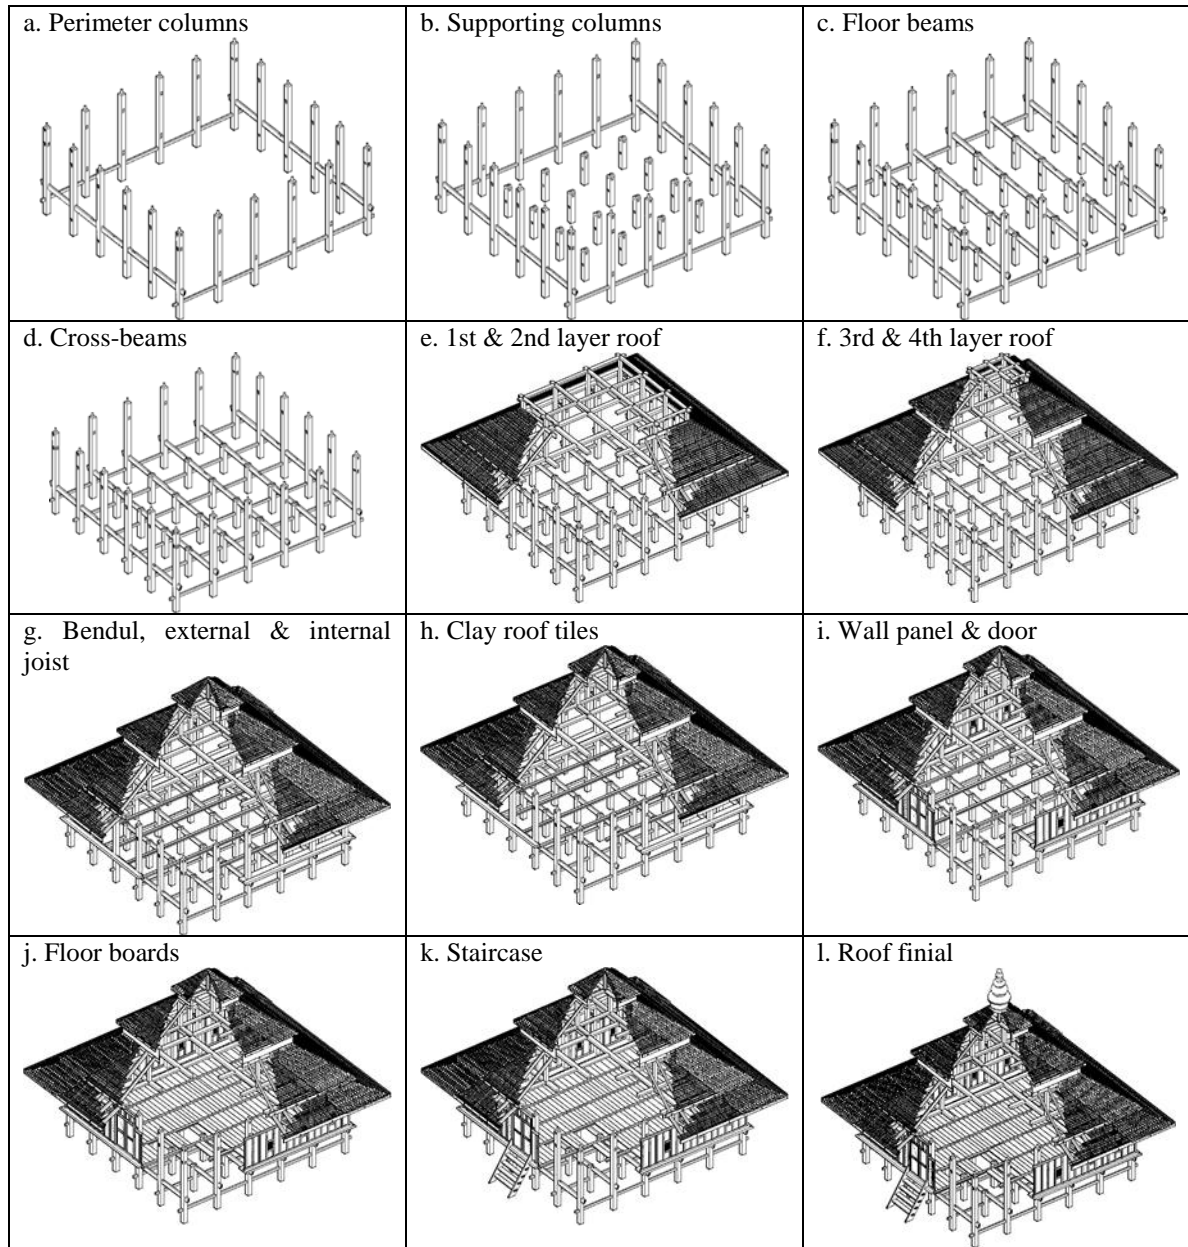 a. Perimeter columns
b. Supporting columns
c. Floor beams
d. Cross-beams
e. 1st & 2nd layer roof
f. 3rd & 4th layer roof
g. Bendul, external & internal
joist
h. Clay roof tiles
i. Wall panel & door
j. Floor boards
k. Staircase
l. Roof finial